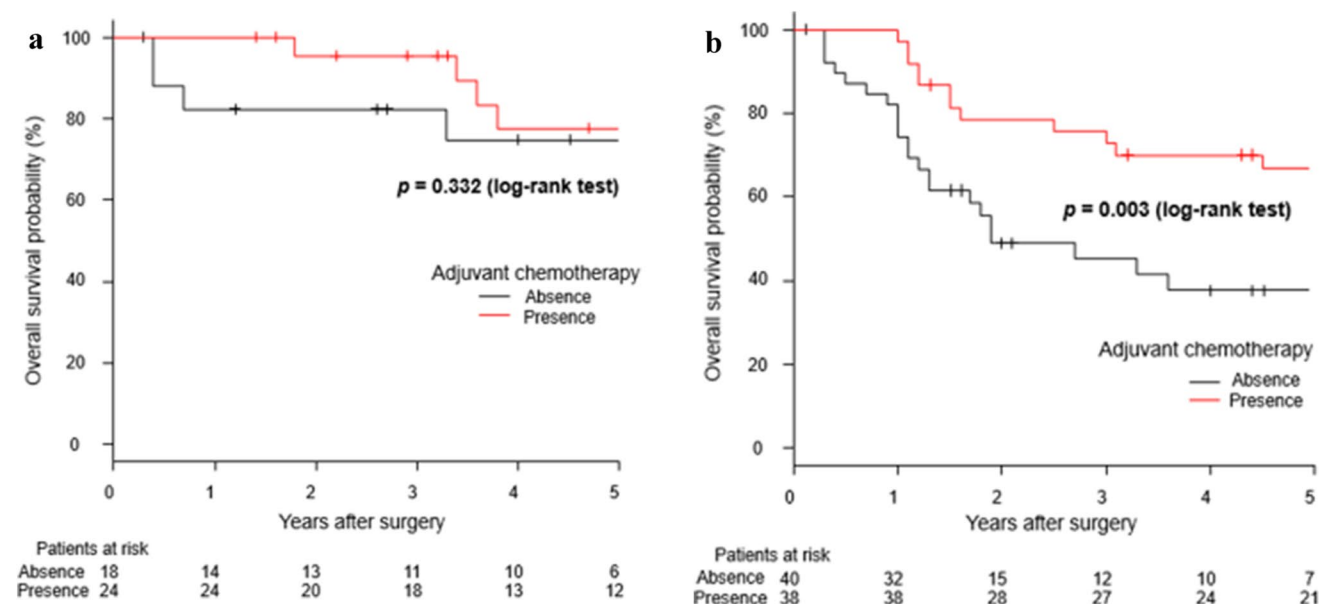 a
100
80
60
40
20
0
Overall survival probability (%)
p = 0.332 (log-rank test)
Adjuvant chemotherapy
Absence
Presence
0 1 2 3 4 5
Years after surgery
Patients at risk
Absence 18 14 13 11 10 6
Presence 24 24 20 18 13 12
b
100
80
60
40
20
0
Overall survival probability (%)
p = 0.003 (log-rank test)
Adjuvant chemotherapy
Absence
Presence
0 1 2 3 4 5
Years after surgery
Patients at risk
Absence 40 32 15 12 10 7
Presence 38 38 28 27 24 21